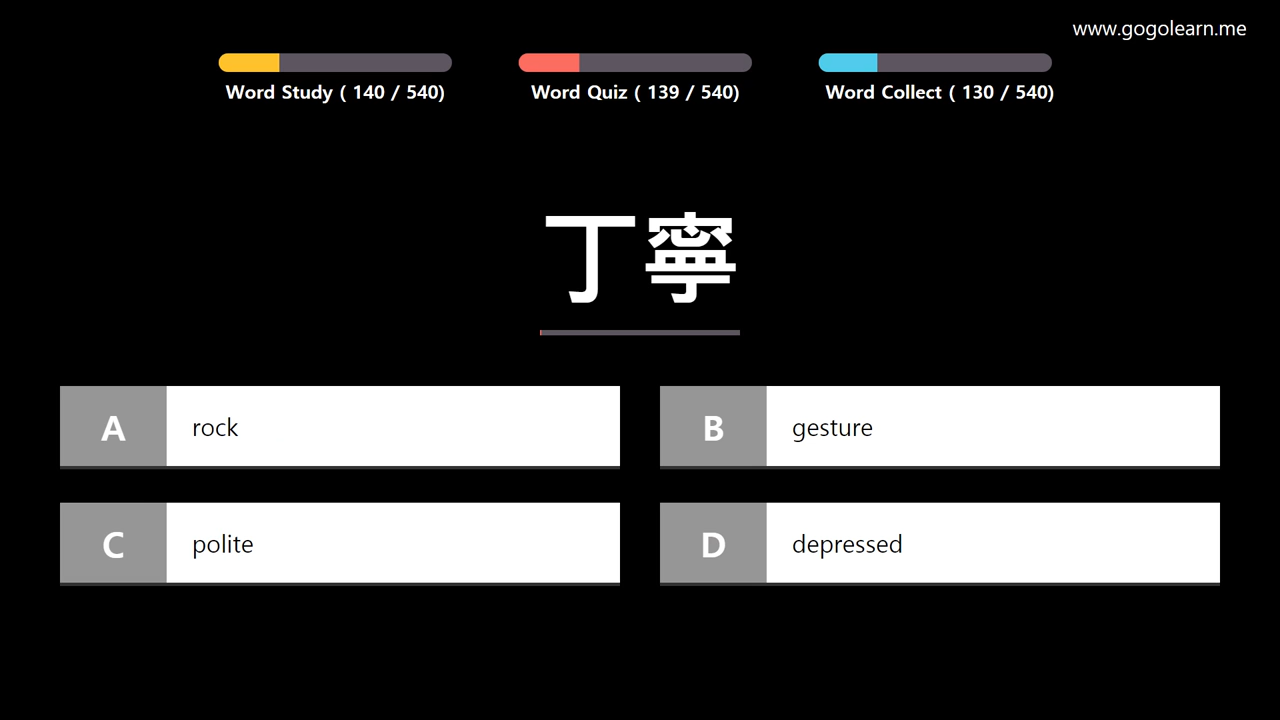 www.gogolearn.me
Word Study ( 140 / 540)
Word Quiz ( 139 / 540)
Word Collect ( 130 / 540)
丁寧
A rock
B gesture
C polite
D depressed